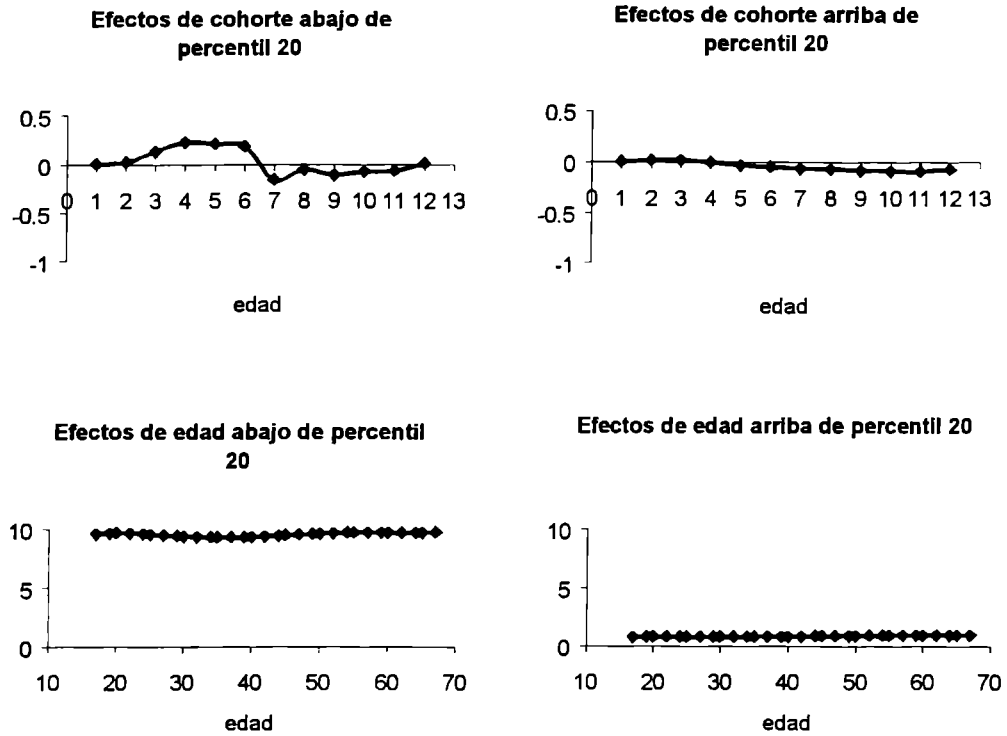 Efectos de cohorte abajo de
percentil 20
0.5
0
-0.5
-1
0 1 2 3 4 5 6 7 8 9 10 11 12 13
edad
Efectos de cohorte arriba de
percentil 20
0.5
0
-0.5
-1
0 1 2 3 4 5 6 7 8 9 10 11 12 13
edad
Efectos de edad abajo de percentil
20
10
5
0
10 20 30 40 50 60 70
edad
Efectos de edad arriba de percentil 20
10
5
0
10 20 30 40 50 60 70
edad